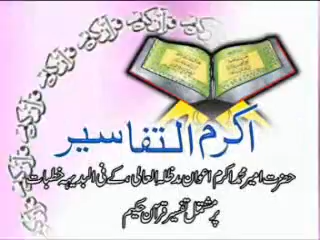 اکرم التفاسیر
حضرت امیر محمد اکرم اعوان مدظلہ العالی، کے فی البدیہہ خطبات
پر مشتمل تفسیر قرآن حکیم